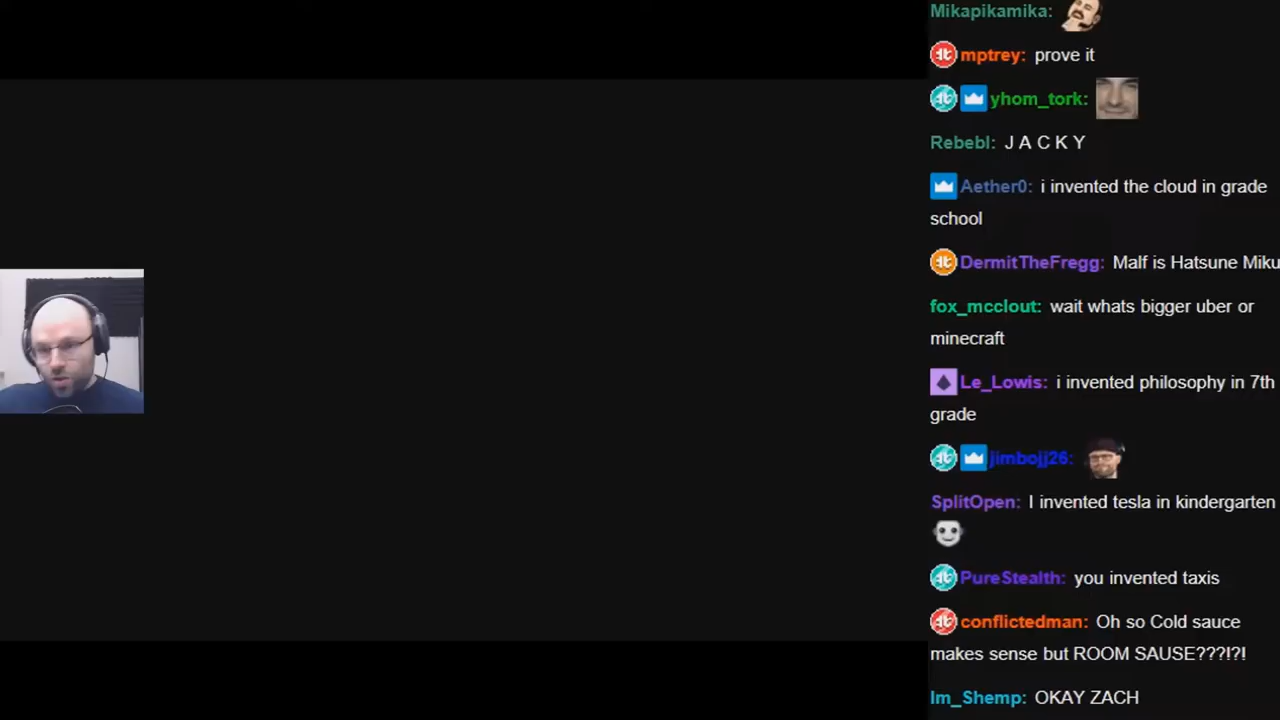 Mikapikamika:
mptrey: prove it
yhom_tork:
Rebebl: J A C K Y
Aether0: i invented the cloud in grade
school
DermitTheFregg: Malf is Hatsune Miku
fox_mcclout: wait whats bigger uber or
minecraft
Le_Lowis: i invented philosophy in 7th
grade
jimbojj26:
SplitOpen: I invented tesla in kindergarten
PureStealth: you invented taxis
conflictedman: Oh so Cold sauce
makes sense but ROOM SAUSE???!?!
Im_Shemp: OKAY ZACH